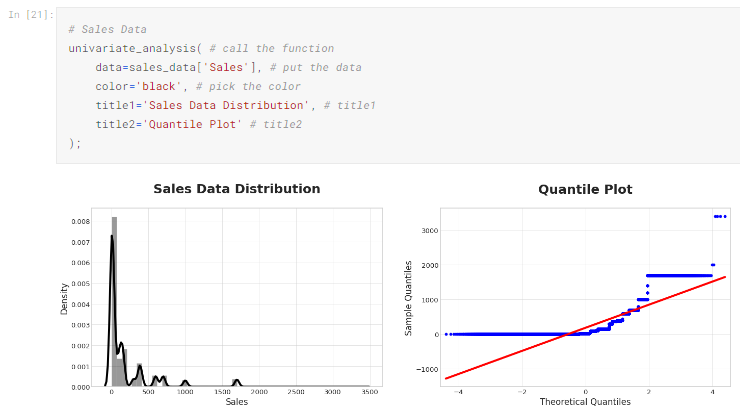 In [21]:
# Sales Data
univariate_analysis( # call the function
data=sales_data['Sales'], # put the data
color='black', # pick the color
title1='Sales Data Distribution', # title1
title2='Quantile Plot' # title2
);
Sales Data Distribution
Density
0.008
0.007
0.006
0.005
0.004
0.003
0.002
0.001
0.000
0 500 1000 1500 2000 2500 3000 3500
Sales
Quantile Plot
Sample Quantiles
3000
2000
1000
0
−1000
−4 −2 0 2 4
Theoretical Quantiles